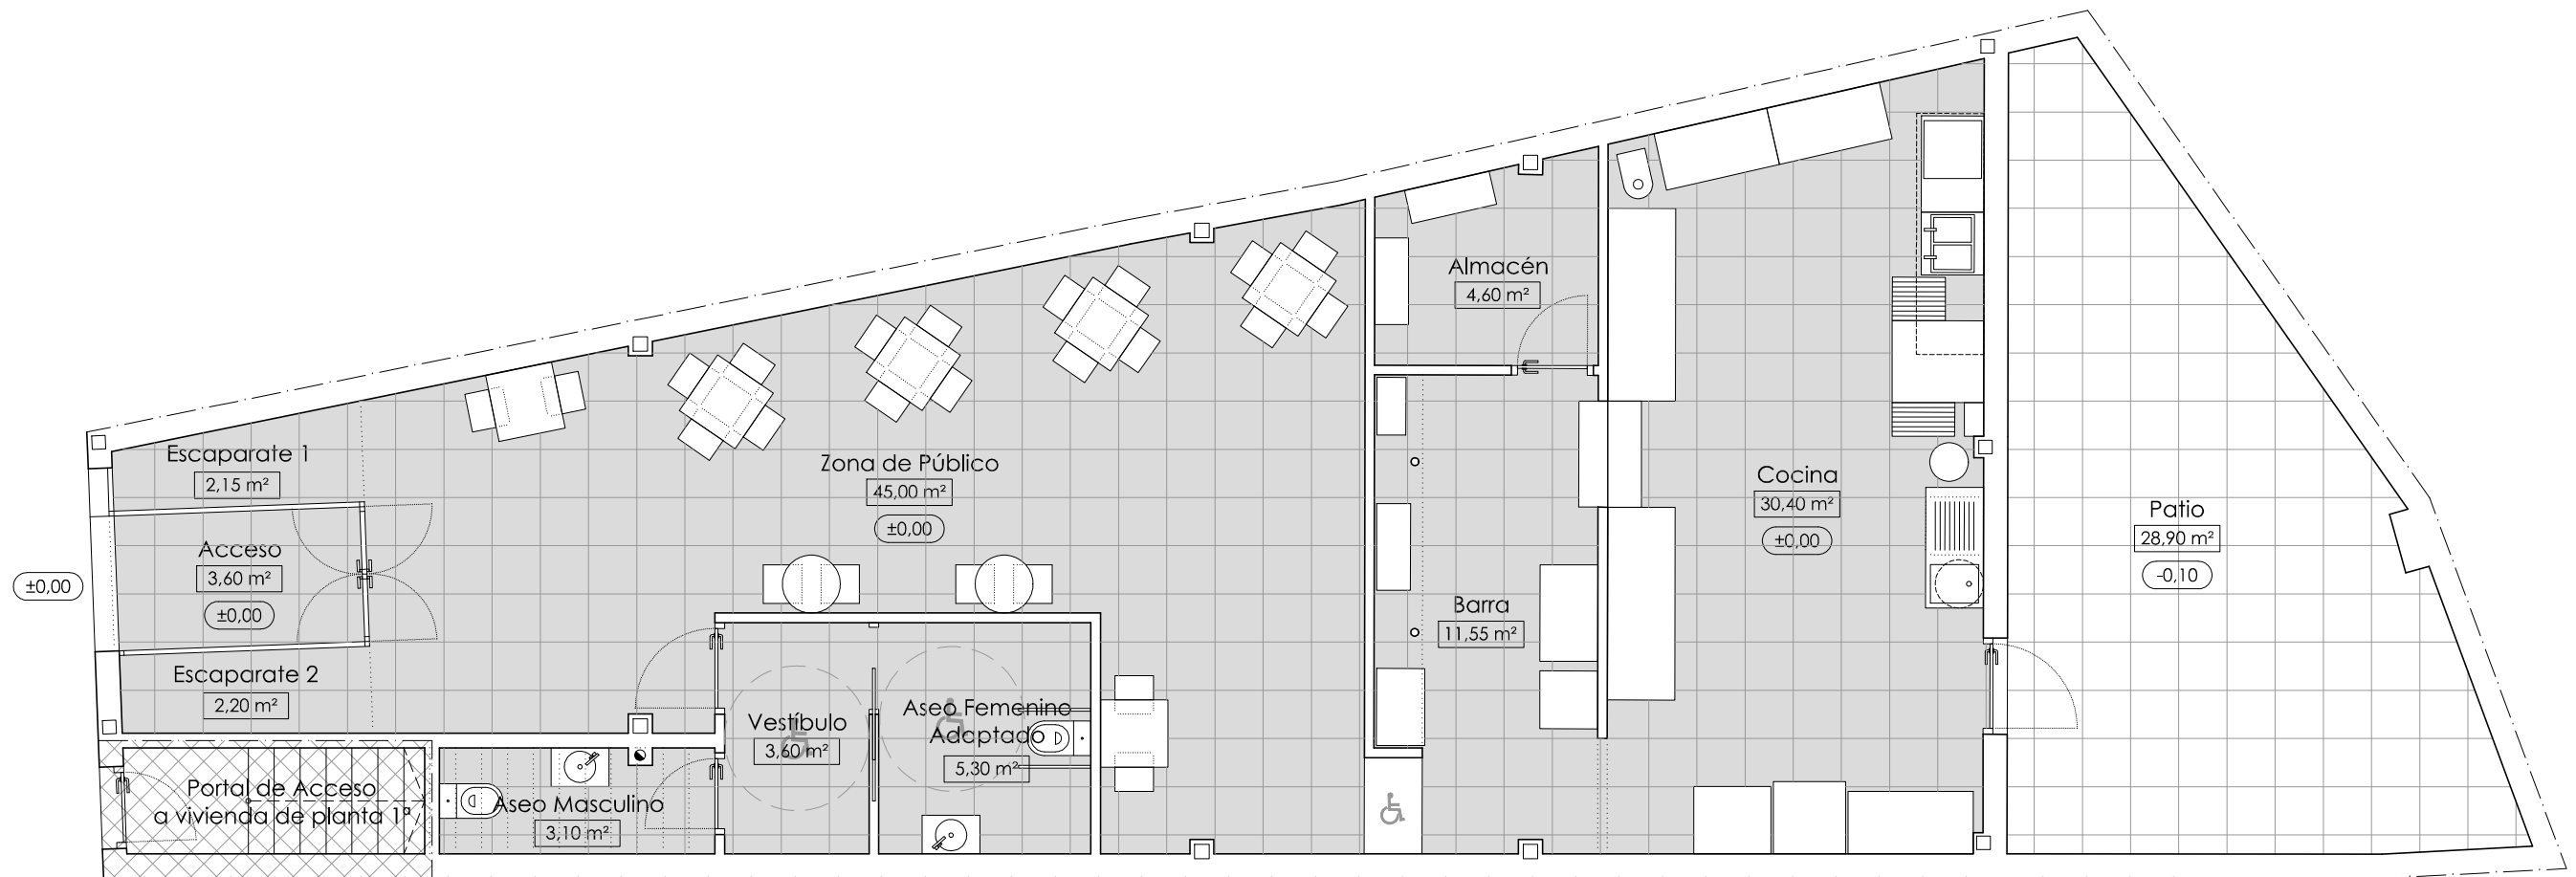 Escaparate 1
2,15 m²
Acceso
3,60 m²
±0,00
±0,00
Escaparate 2
2,20 m²
Portal de Acceso
a vivienda de planta 1ª
Aseo Masculino
3,10 m²
Vestíbulo
3,60 m²
Aseo Femenino
Adaptado
5,30 m²
Zona de Público
45,00 m²
±0,00
Almacén
4,60 m²
Barra
11,55 m²
Cocina
30,40 m²
±0,00
Patio
28,90 m²
-0,10